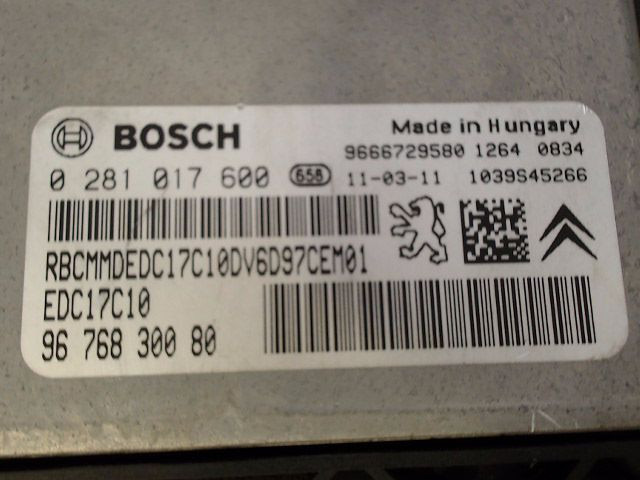 BOSCH
Made in Hungary
9666729580 1264 0834
0 281 017 600 658 11-03-11 1039S45266
RBCMMDEDC17C10DV6D97CEM01
EDC17C10
96 768 300 80